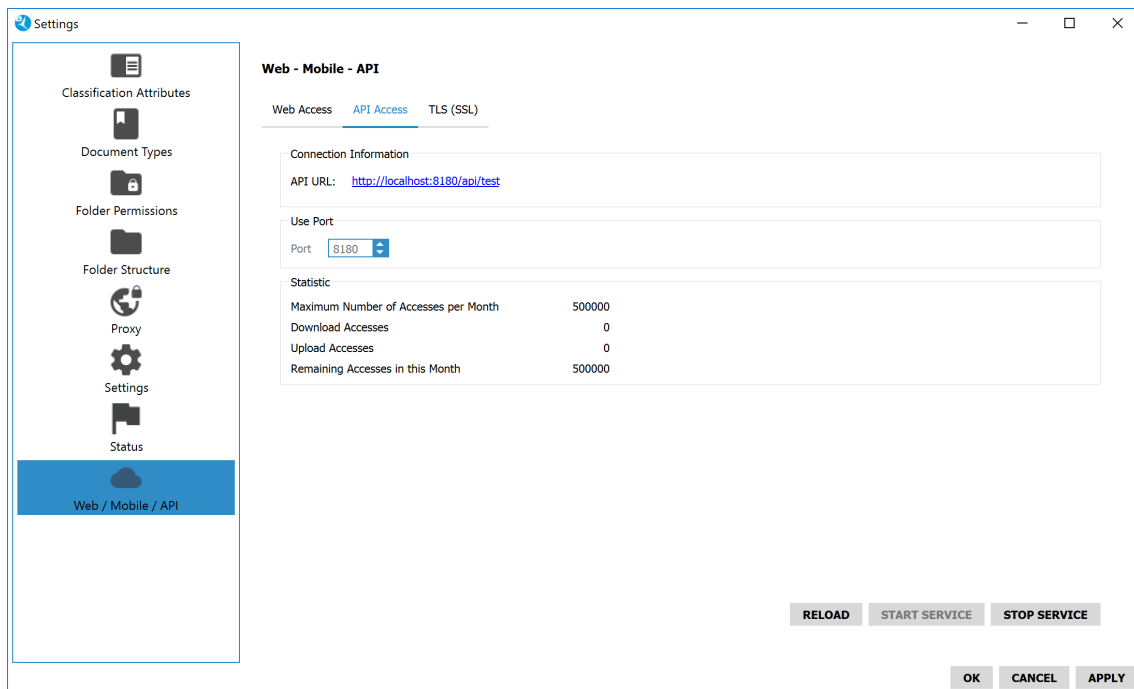 Settings
Classification Attributes
Document Types
Folder Permissions
Folder Structure
Proxy
Settings
Status
Web / Mobile / API
Web - Mobile - API
Web Access API Access TLS (SSL)
Connection Information
API URL: http://localhost:8180/api/test
Use Port
Port 8180
Statistic
Maximum Number of Accesses per Month 500000
Download Accesses 0
Upload Accesses 0
Remaining Accesses in this Month 500000
RELOAD START SERVICE STOP SERVICE
OK CANCEL APPLY